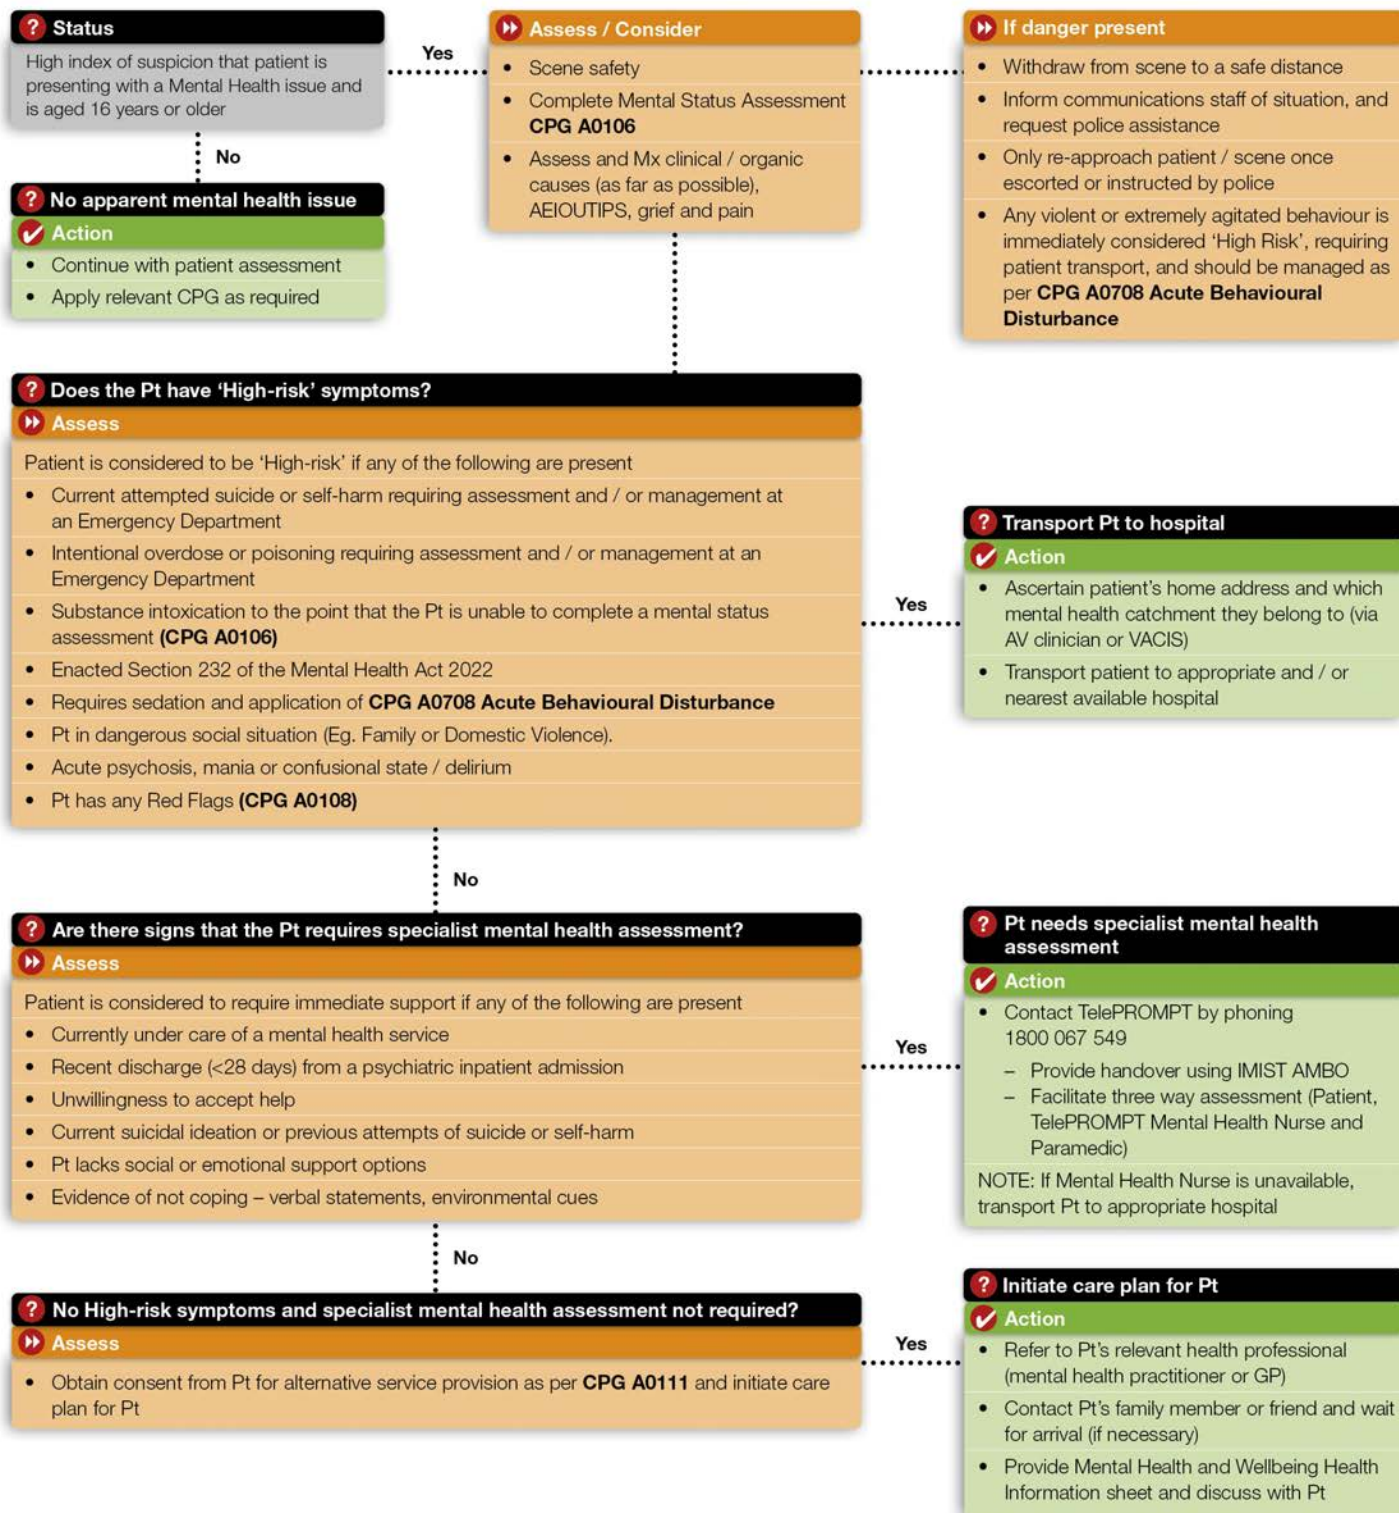 Status
High index of suspicion that patient is
presenting with a Mental Health issue and
is aged 16 years or older
Yes
Assess / Consider
• Scene safety
• Complete Mental Status Assessment
CPG A0106
• Assess and Mx clinical / organic
causes (as far as possible),
AEIOUTIPS, grief and pain
If danger present
• Withdraw from scene to a safe distance
• Inform communications staff of situation, and
request police assistance
• Only re-approach patient / scene once
escorted or instructed by police
• Any violent or extremely agitated behaviour is
immediately considered ‘High Risk’, requiring
patient transport, and should be managed as
per CPG A0708 Acute Behavioural
Disturbance
No
No apparent mental health issue
Action
• Continue with patient assessment
• Apply relevant CPG as required
Does the Pt have ‘High-risk’ symptoms?
Assess
Patient is considered to be ‘High-risk’ if any of the following are present
• Current attempted suicide or self-harm requiring assessment and / or management at
an Emergency Department
• Intentional overdose or poisoning requiring assessment and / or management at an
Emergency Department
• Substance intoxication to the point that the Pt is unable to complete a mental status
assessment (CPG A0106)
• Enacted Section 232 of the Mental Health Act 2022
• Requires sedation and application of CPG A0708 Acute Behavioural Disturbance
• Pt in dangerous social situation (Eg. Family or Domestic Violence).
• Acute psychosis, mania or confusional state / delirium
• Pt has any Red Flags (CPG A0108)
Yes
Transport Pt to hospital
Action
• Ascertain patient’s home address and which
mental health catchment they belong to (via
AV clinician or VACIS)
• Transport patient to appropriate and / or
nearest available hospital
No
Are there signs that the Pt requires specialist mental health assessment?
Assess
Patient is considered to require immediate support if any of the following are present
• Currently under care of a mental health service
• Recent discharge (<28 days) from a psychiatric inpatient admission
• Unwillingness to accept help
• Current suicidal ideation or previous attempts of suicide or self-harm
• Pt lacks social or emotional support options
• Evidence of not coping – verbal statements, environmental cues
Yes
Pt needs specialist mental health
assessment
Action
• Contact TelePROMPT by phoning
1800 067 549
– Provide handover using IMIST AMBO
– Facilitate three way assessment (Patient,
TelePROMPT Mental Health Nurse and
Paramedic)
NOTE: If Mental Health Nurse is unavailable,
transport Pt to appropriate hospital
No
No High-risk symptoms and specialist mental health assessment not required?
Assess
• Obtain consent from Pt for alternative service provision as per CPG A0111 and initiate care
plan for Pt
Yes
Initiate care plan for Pt
Action
• Refer to Pt’s relevant health professional
(mental health practitioner or GP)
• Contact Pt’s family member or friend and wait
for arrival (if necessary)
• Provide Mental Health and Wellbeing Health
Information sheet and discuss with Pt